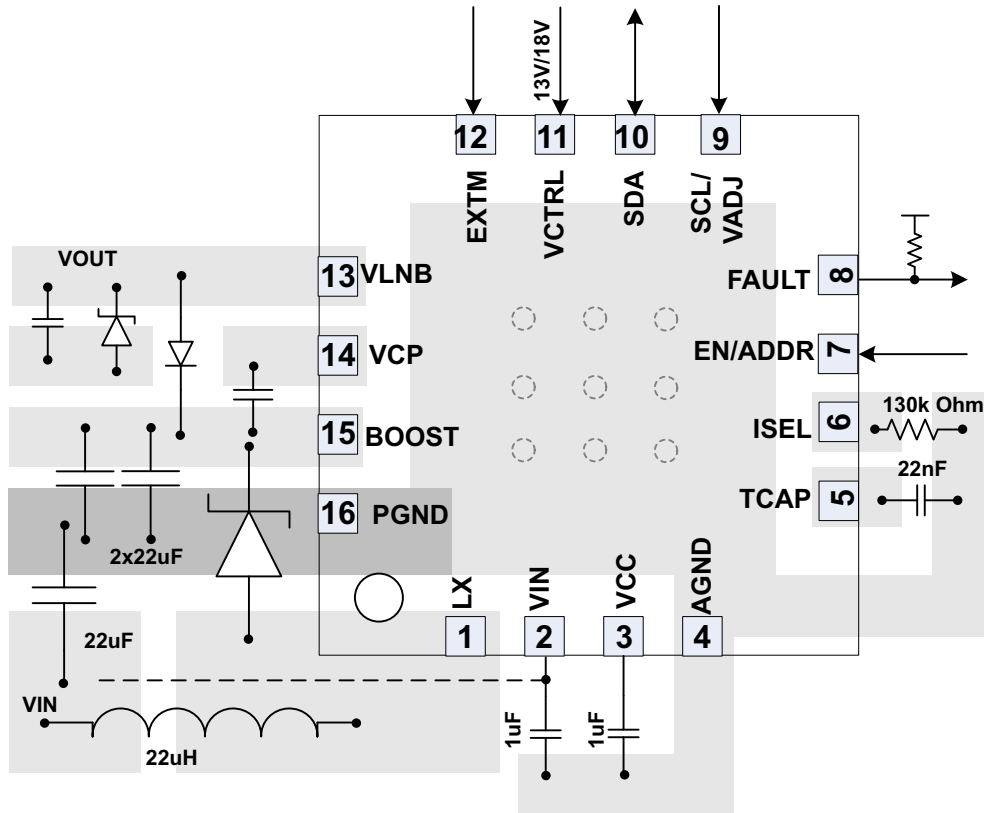 13V/18V
12
11
10
9
EXTM
VCTRL
SDA
SCL/
VADJ
VOUT
13 VLNB
FAULT 8
14 VCP
EN/ADDR 7
15 BOOST
ISEL 6
130k Ohm
16 PGND
TCAP 5
22nF
2x22uF
LX
VIN
VCC
AGND
1
2
3
4
22uF
VIN
22uH
1uF
1uF